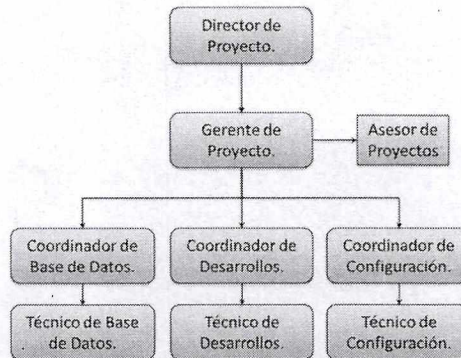 Director de
Proyecto.
Gerente de
Proyecto.
Asesor de
Proyectos
Coordinador de
Base de Datos.
Coordinador de
Desarrollos.
Coordinador de
Configuración.
Técnico de Base
de Datos.
Técnico de
Desarrollos.
Técnico de
Configuración.